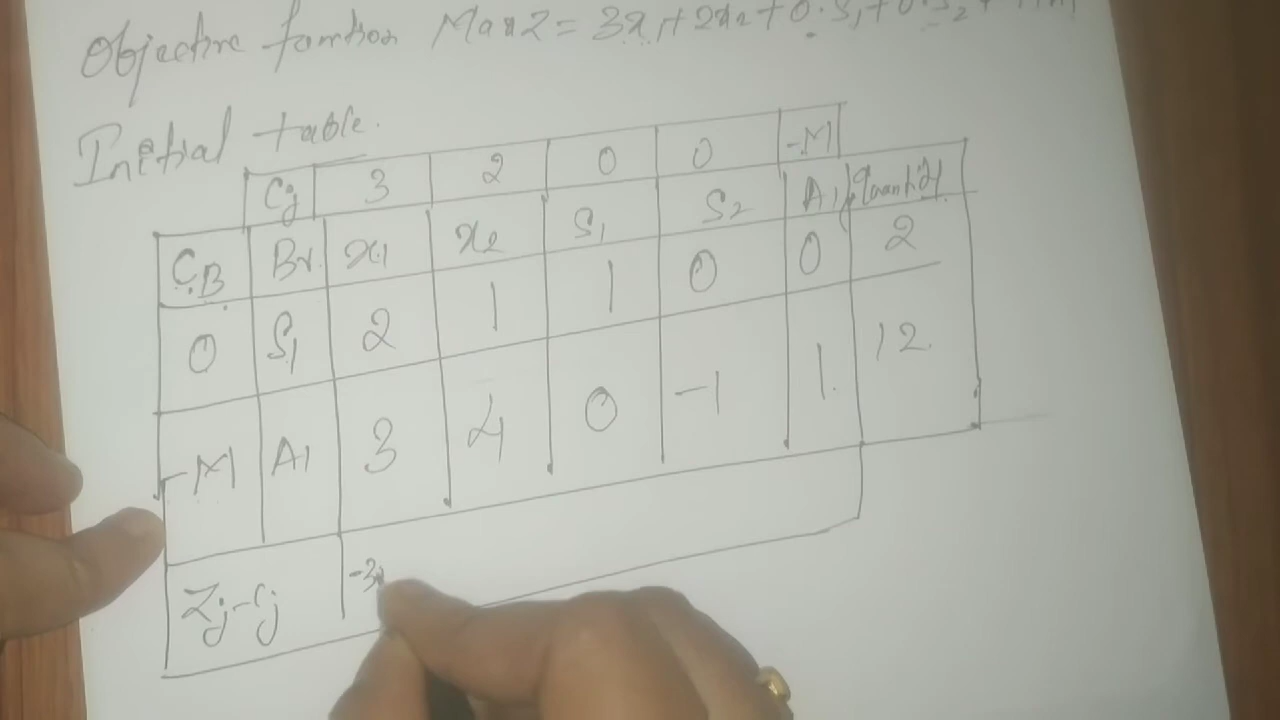 Objective function Maxz = 3x₁ + 2x₂ + 0.S₁ + 0.S₂
Initial table.
Cj 3 2 0 0 -M
CB Bv. x₁ x₂ S₁ S₂ A₁ Quantity
0 S₁ 2 1 1 0 0 2
-M A₁ 3 4 0 -1 1 12
Zj-Cj -3